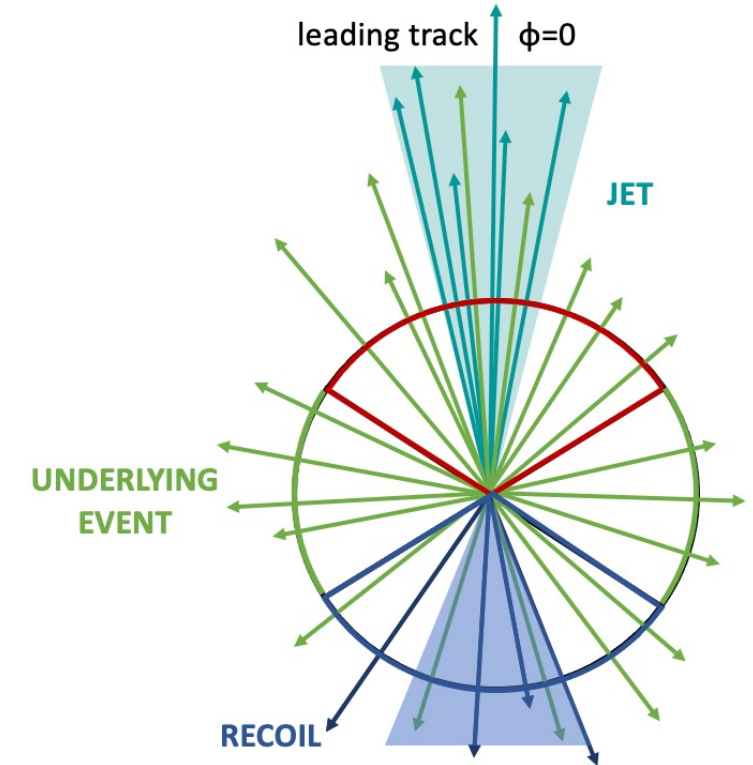 leading track ϕ=0
JET
UNDERLYING
EVENT
RECOIL